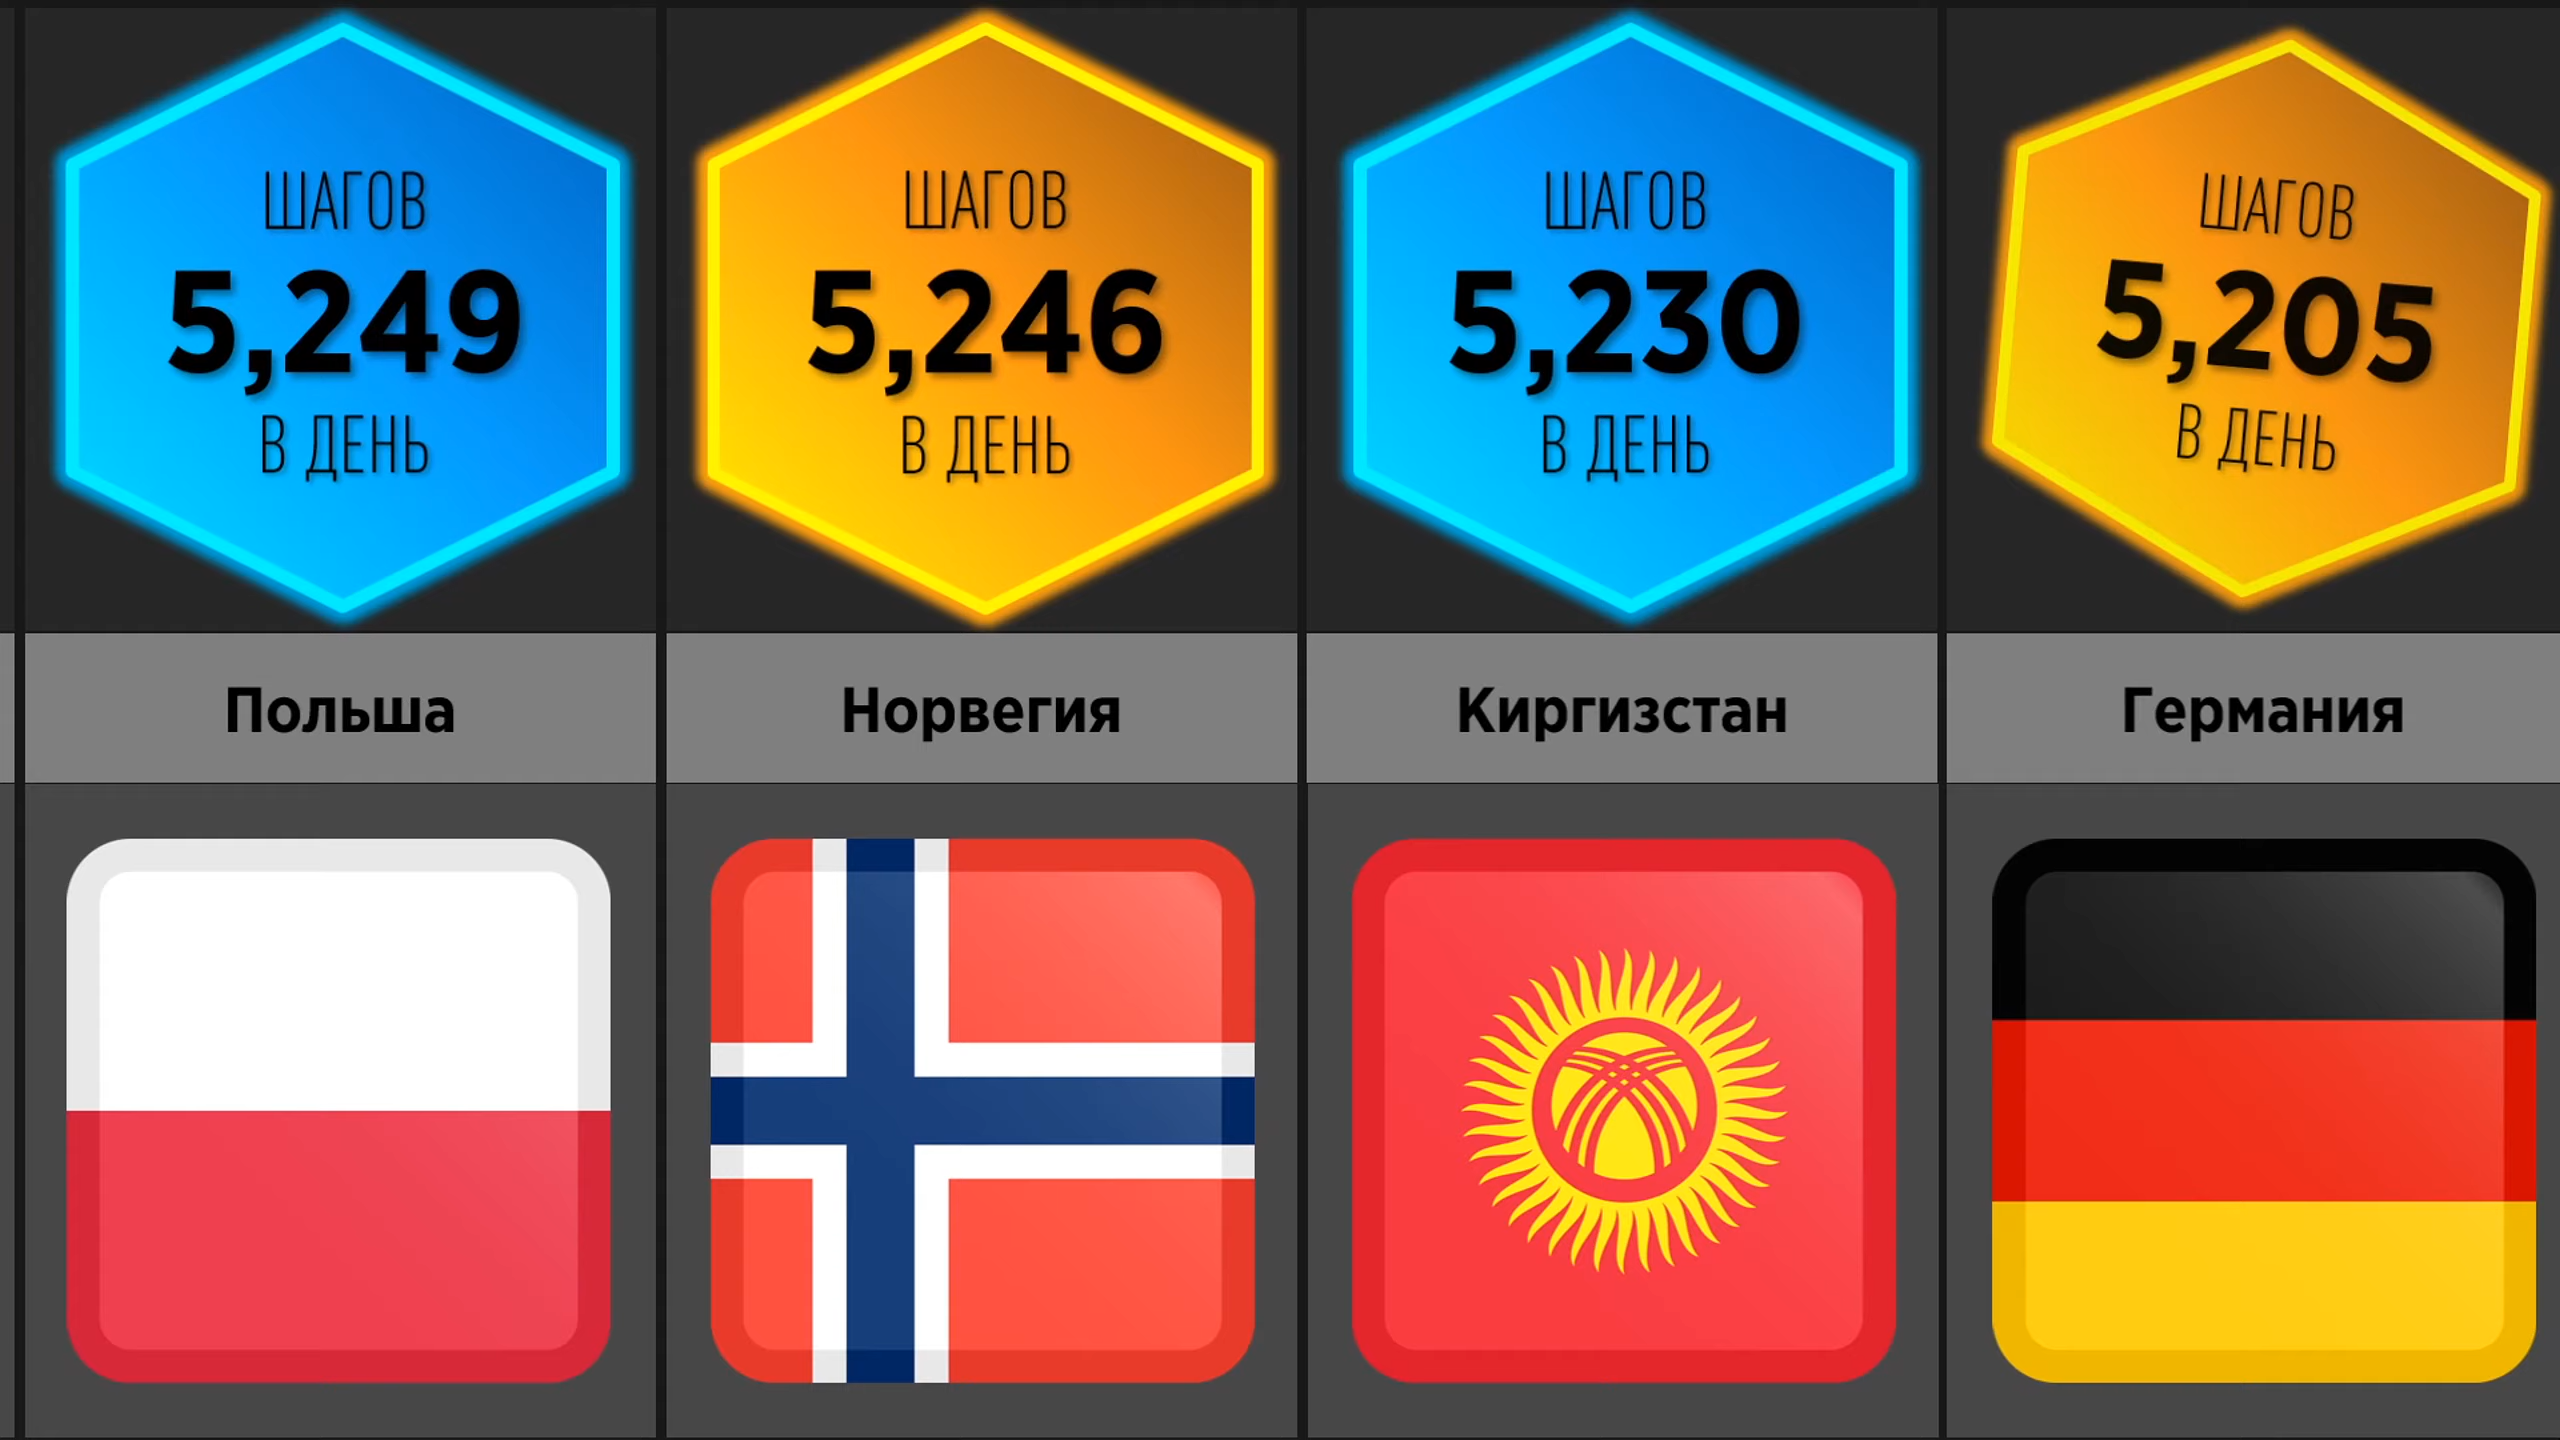 ШАГОВ
5,249
В ДЕНЬ
Польша
ШАГОВ
5,246
В ДЕНЬ
Норвегия
ШАГОВ
5,230
В ДЕНЬ
Киргизстан
ШАГОВ
5,205
В ДЕНЬ
Германия